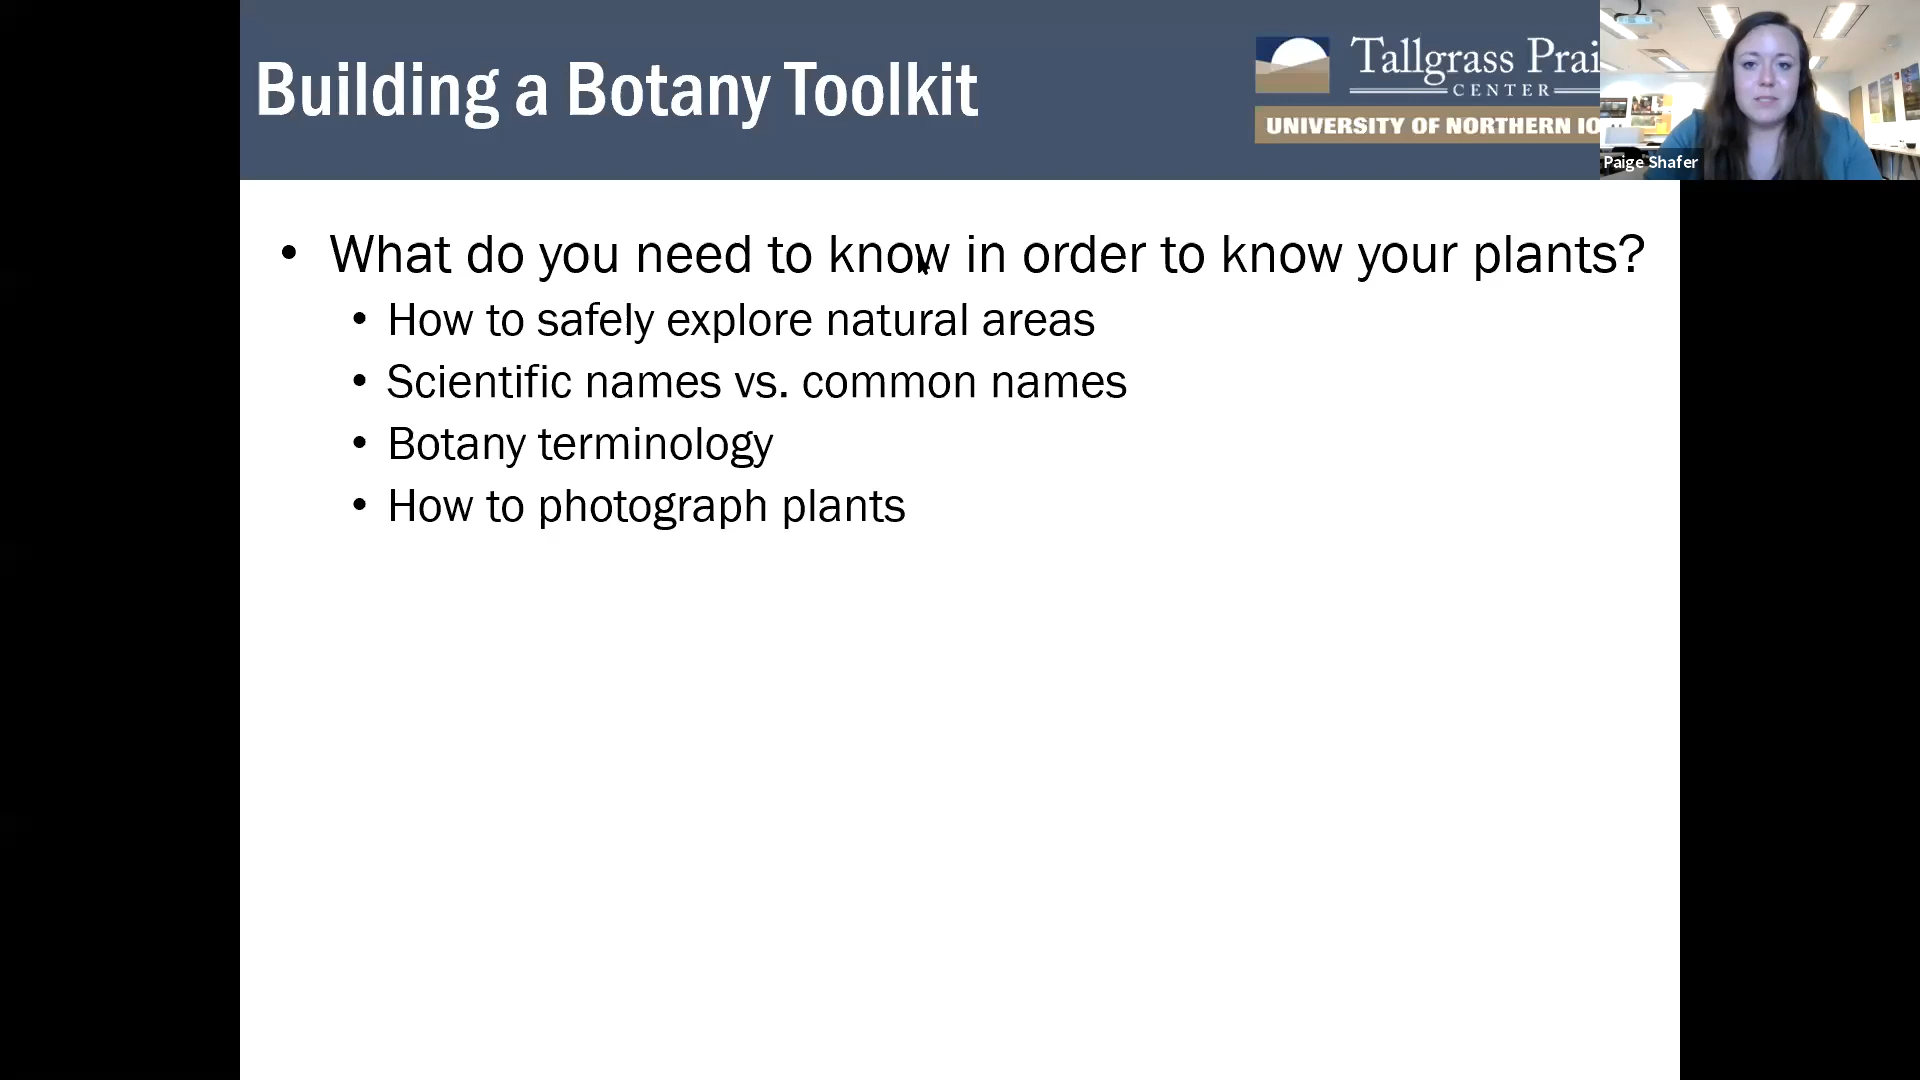 Building a Botany Toolkit
Tallgrass Prai
CENTER
UNIVERSITY OF NORTHERN IO
Paige Shafer
• What do you need to know in order to know your plants?
• How to safely explore natural areas
• Scientific names vs. common names
• Botany terminology
• How to photograph plants